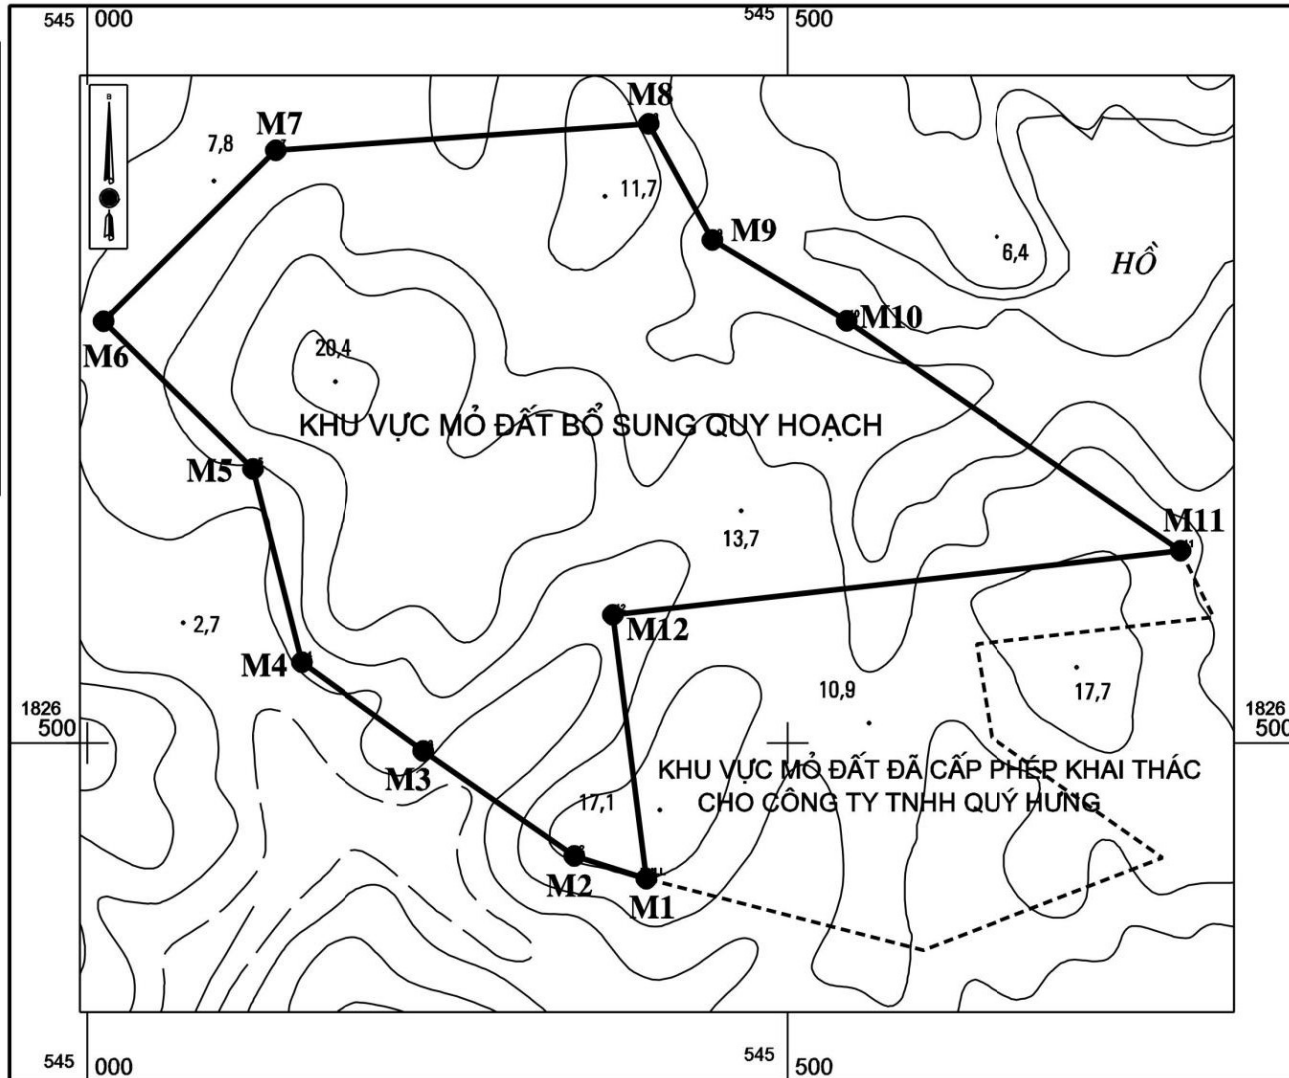 545 000
545 500
M8
M7
7,8
11,7
M9
6,4
HỒ
M10
M6
20,4
KHU VỰC MỎ ĐẤT BỔ SUNG QUY HOẠCH
M5
M11
13,7
2,7
M12
M4
10,9
17,7
1826
500
1826
500
M3
KHU VỰC MỎ ĐẤT ĐÃ CẤP PHÉP KHAI THÁC
17,1
CHO CÔNG TY TNHH QUÝ HƯNG
M2
M1
545 000
545 500